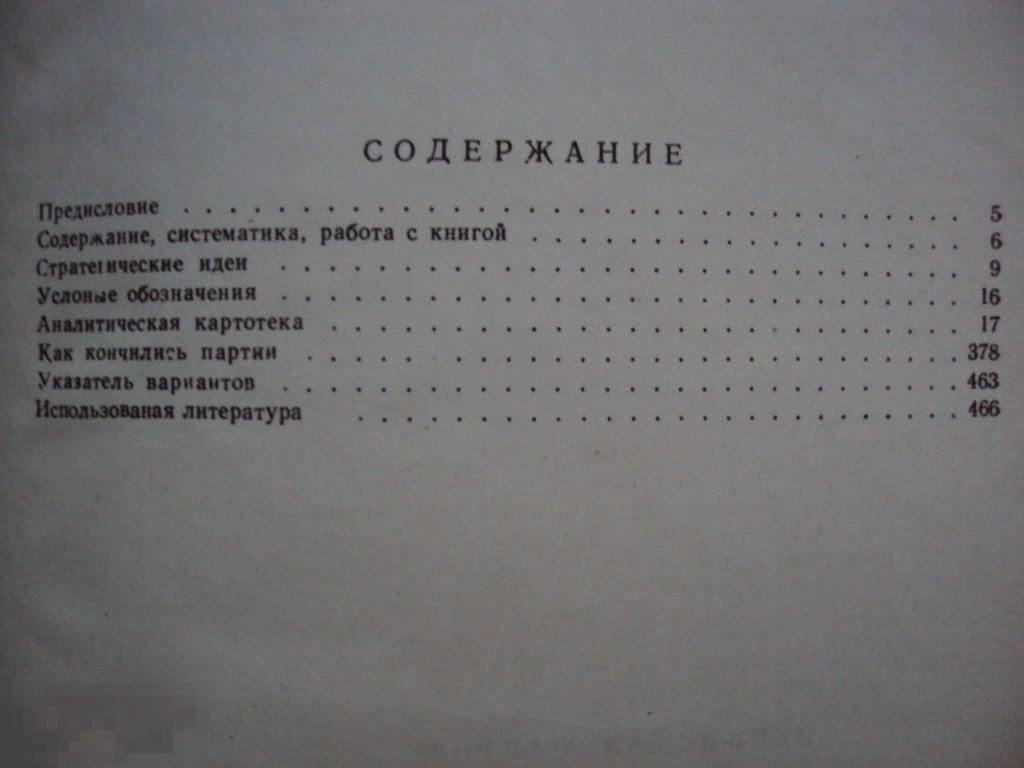 СОДЕРЖАНИЕ
Предисловие . . . . . . . . . . . . . . . . . . . . . . 5
Содержание, систематика, работа с книгой . . . . . . . . . . . . 6
Стратегические идеи . . . . . . . . . . . . . . . . . . . 9
Услоные обозначения . . . . . . . . . . . . . . . . . . . 16
Аналитическая картотека . . . . . . . . . . . . . . . . . . 17
Как кончились партии . . . . . . . . . . . . . . . . . . 378
Указатель вариантов . . . . . . . . . . . . . . . . . . . 463
Использованая литература . . . . . . . . . . . . . . . . . 466